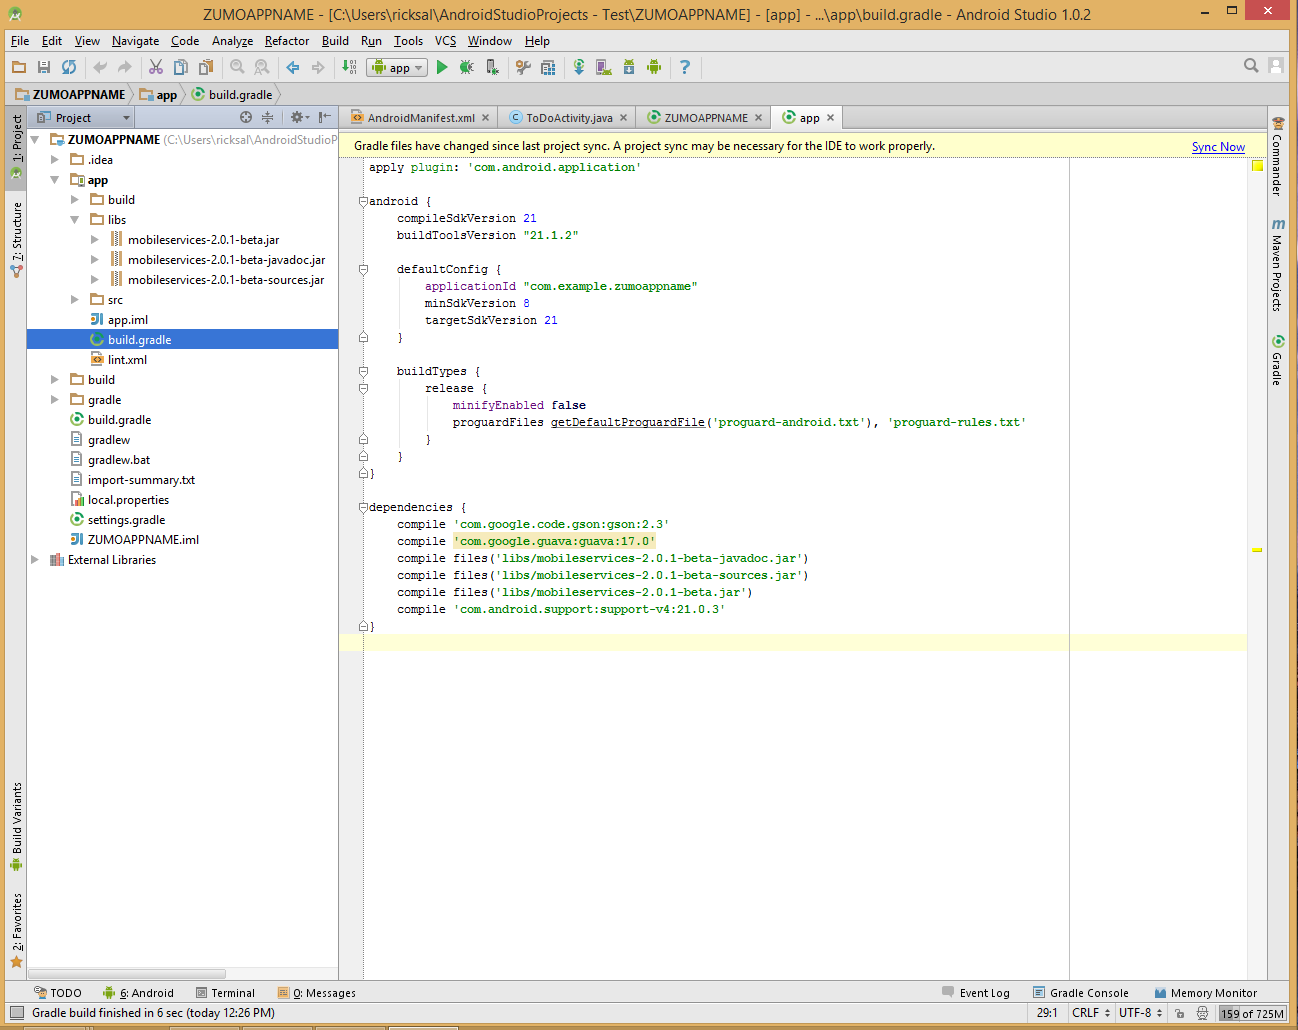 ZUMOAPPNAME - [C:\Users\ricksal\AndroidStudioProjects - Test\ZUMOAPPNAME] - [app] - ...\app\build.gradle - Android Studio 1.0.2
File Edit View Navigate Code Analyze Refactor Build Run Tools VCS Window Help
app
ZUMOAPPNAME app build.gradle
1: Project
7: Structure
Build Variants
2: Favorites
Project
ZUMOAPPNAME (C:\Users\ricksal\AndroidStudioP
.idea
app
build
libs
mobileservices-2.0.1-beta.jar
mobileservices-2.0.1-beta-javadoc.jar
mobileservices-2.0.1-beta-sources.jar
src
app.iml
build.gradle
lint.xml
build
gradle
build.gradle
gradlew
gradlew.bat
import-summary.txt
local.properties
settings.gradle
ZUMOAPPNAME.iml
External Libraries
AndroidManifest.xml ToDoActivity.java ZUMOAPPNAME app
Gradle files have changed since last project sync. A project sync may be necessary for the IDE to work properly. Sync Now
apply plugin: 'com.android.application'
android {
compileSdkVersion 21
buildToolsVersion "21.1.2"
defaultConfig {
applicationId "com.example.zumoappname"
minSdkVersion 8
targetSdkVersion 21
}
buildTypes {
release {
minifyEnabled false
proguardFiles getDefaultProguardFile('proguard-android.txt'), 'proguard-rules.txt'
}
}
}
dependencies {
compile 'com.google.code.gson:gson:2.3'
compile 'com.google.guava:guava:17.0'
compile files('libs/mobileservices-2.0.1-beta-javadoc.jar')
compile files('libs/mobileservices-2.0.1-beta-sources.jar')
compile files('libs/mobileservices-2.0.1-beta.jar')
compile 'com.android.support:support-v4:21.0.3'
}
Commander
Maven Projects
Gradle
TODO 6: Android Terminal 0: Messages Event Log Gradle Console Memory Monitor
Gradle build finished in 6 sec (today 12:26 PM) 29:1 CRLF UTF-8 159 of 725M